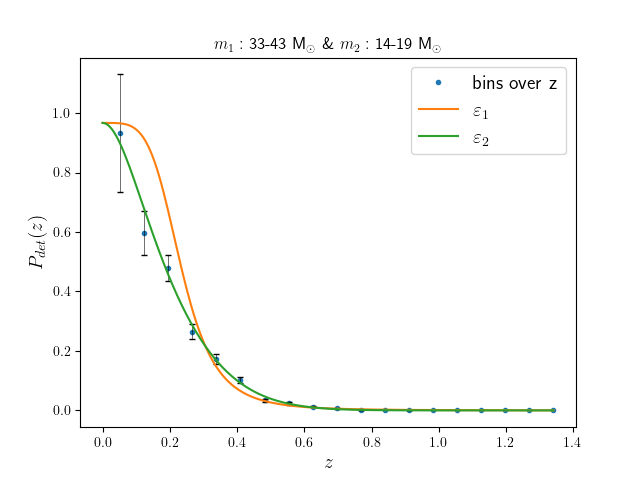 m₁ : 33-43 M☉ & m₂ : 14-19 M☉
bins over z
ε₁
ε₂
P_det(z)
1.0
0.8
0.6
0.4
0.2
0.0
0.0 0.2 0.4 0.6 0.8 1.0 1.2 1.4
z